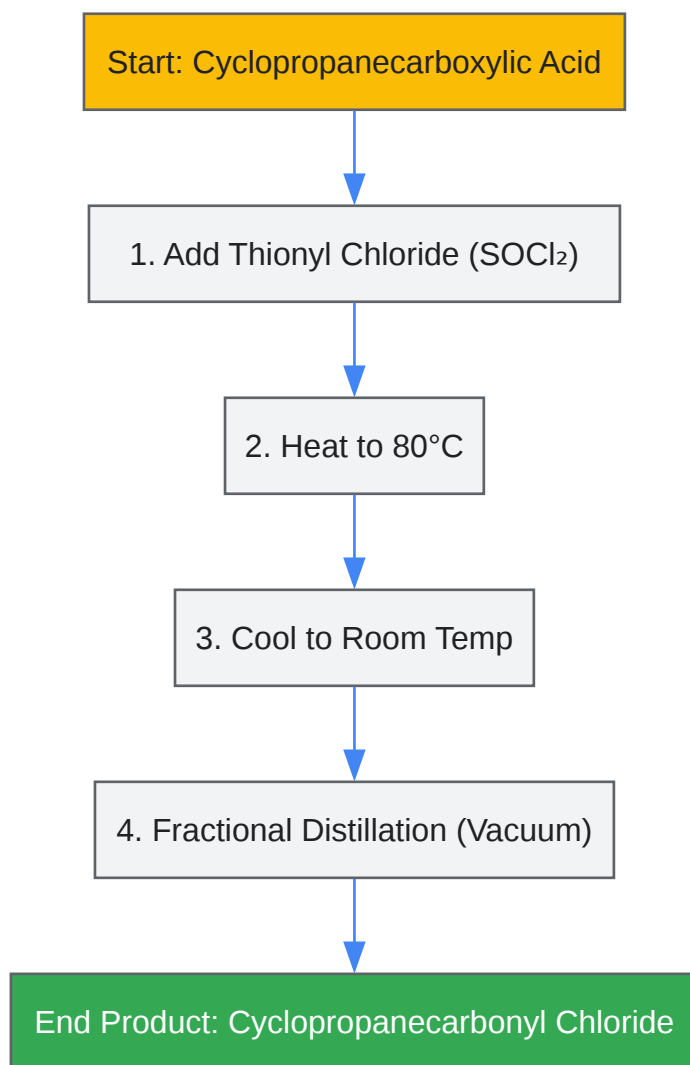 Start: Cyclopropanecarboxylic Acid
1. Add Thionyl Chloride (SOCl₂)
2. Heat to 80°C
3. Cool to Room Temp
4. Fractional Distillation (Vacuum)
End Product: Cyclopropanecarbonyl Chloride